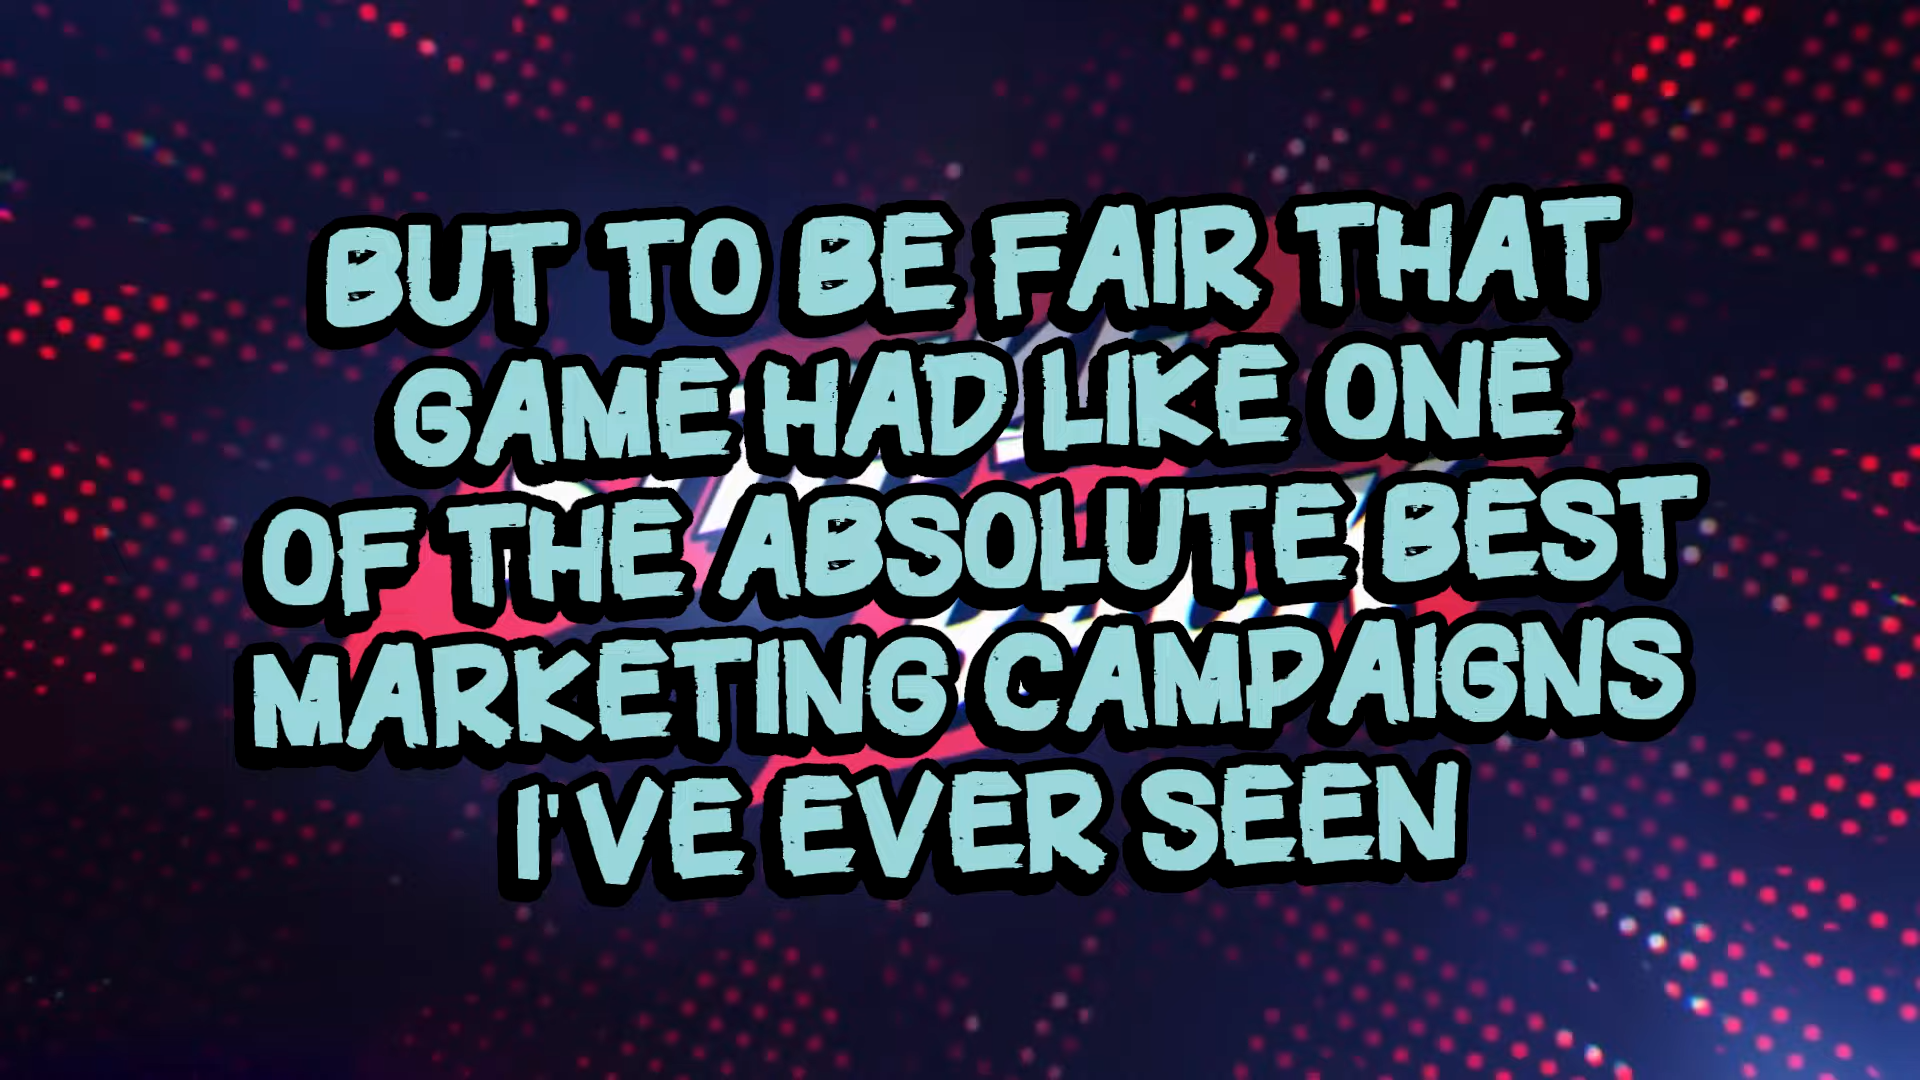 BUT TO BE FAIR THAT
GAME HAD LIKE ONE
OF THE ABSOLUTE BEST
MARKETING CAMPAIGNS
I'VE EVER SEEN